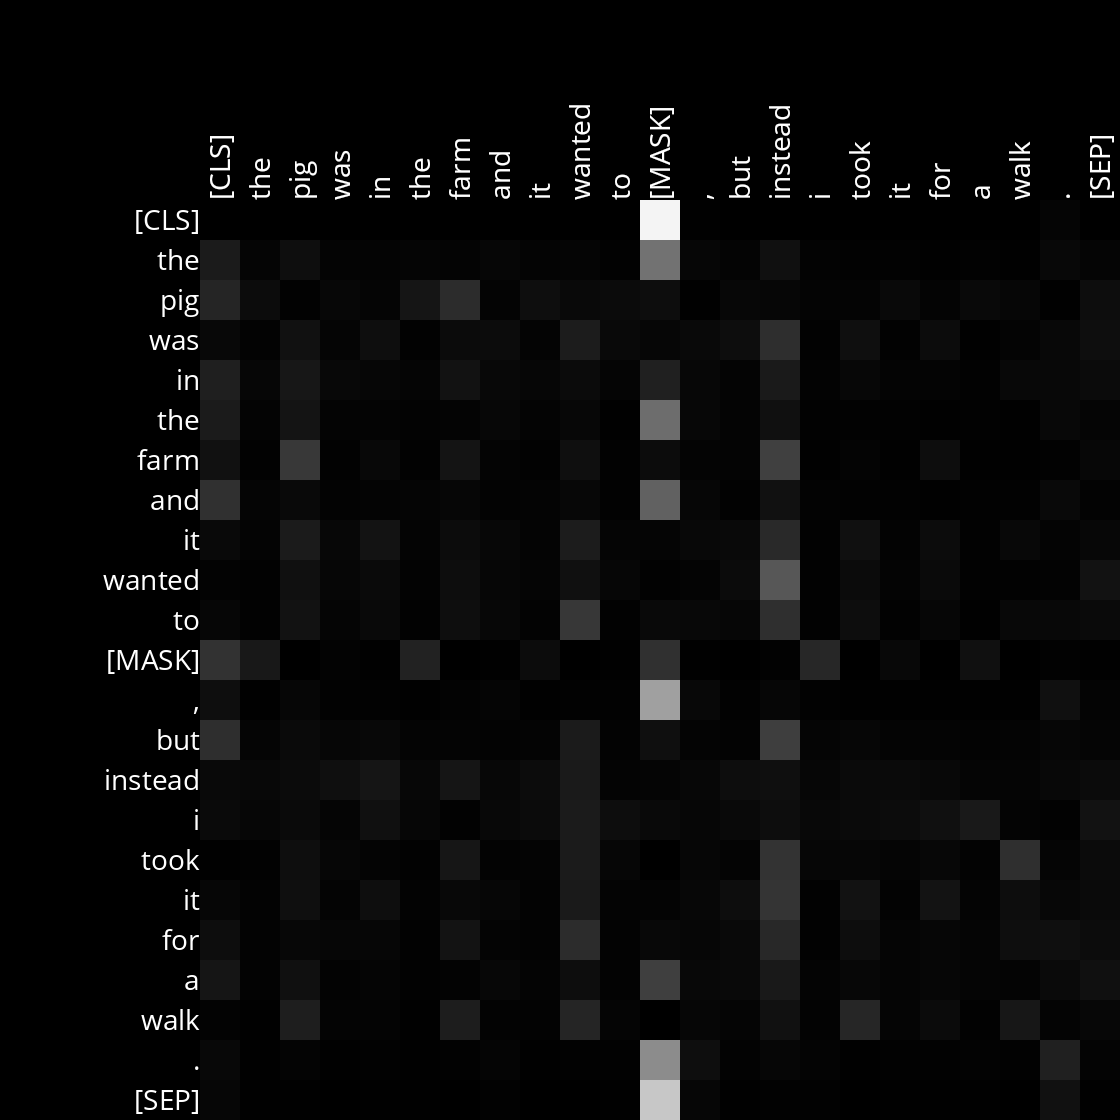 [CLS] the pig was in the farm and it wanted to [MASK] , but instead i took it for a walk . [SEP]
[CLS]
the
pig
was
in
the
farm
and
it
wanted
to
[MASK]
,
but
instead
i
took
it
for
a
walk
.
[SEP]